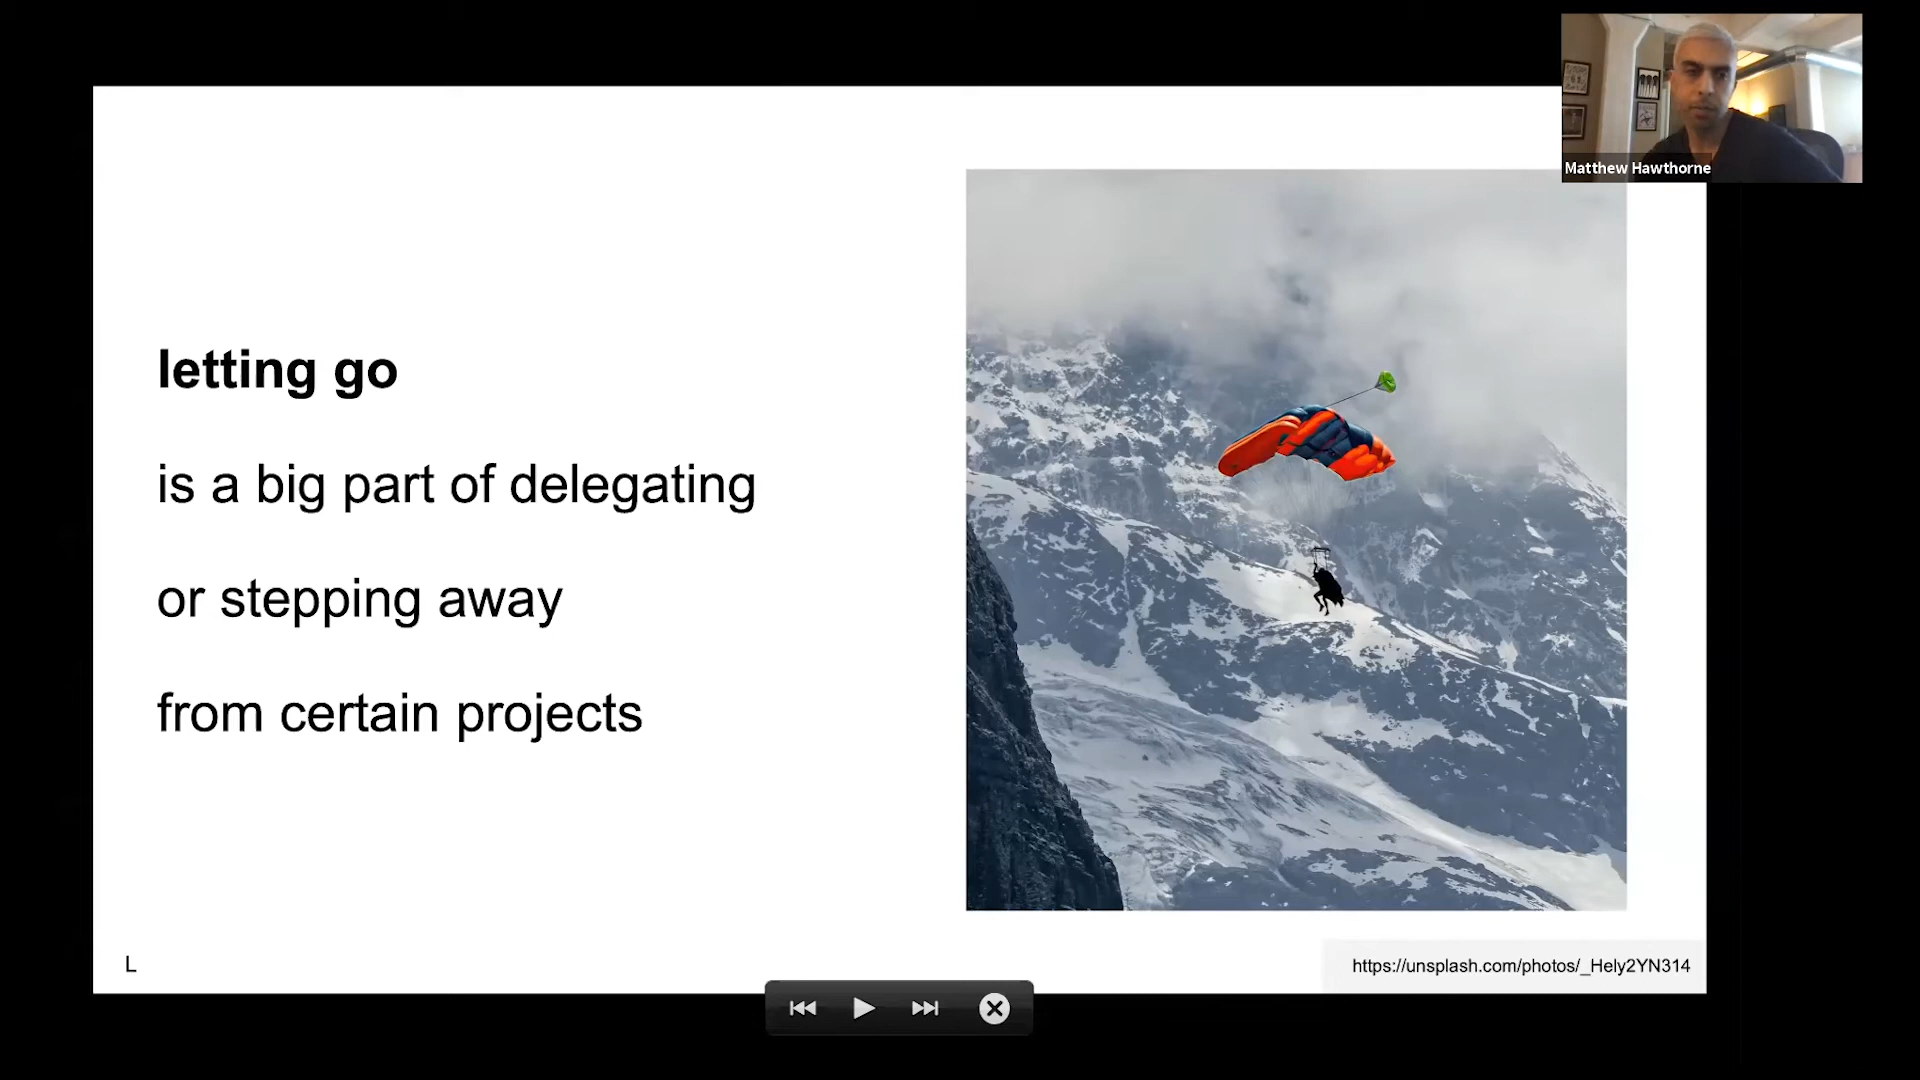 Matthew Hawthorne
letting go
is a big part of delegating
or stepping away
from certain projects
L
https://unsplash.com/photos/_Hely2YN314